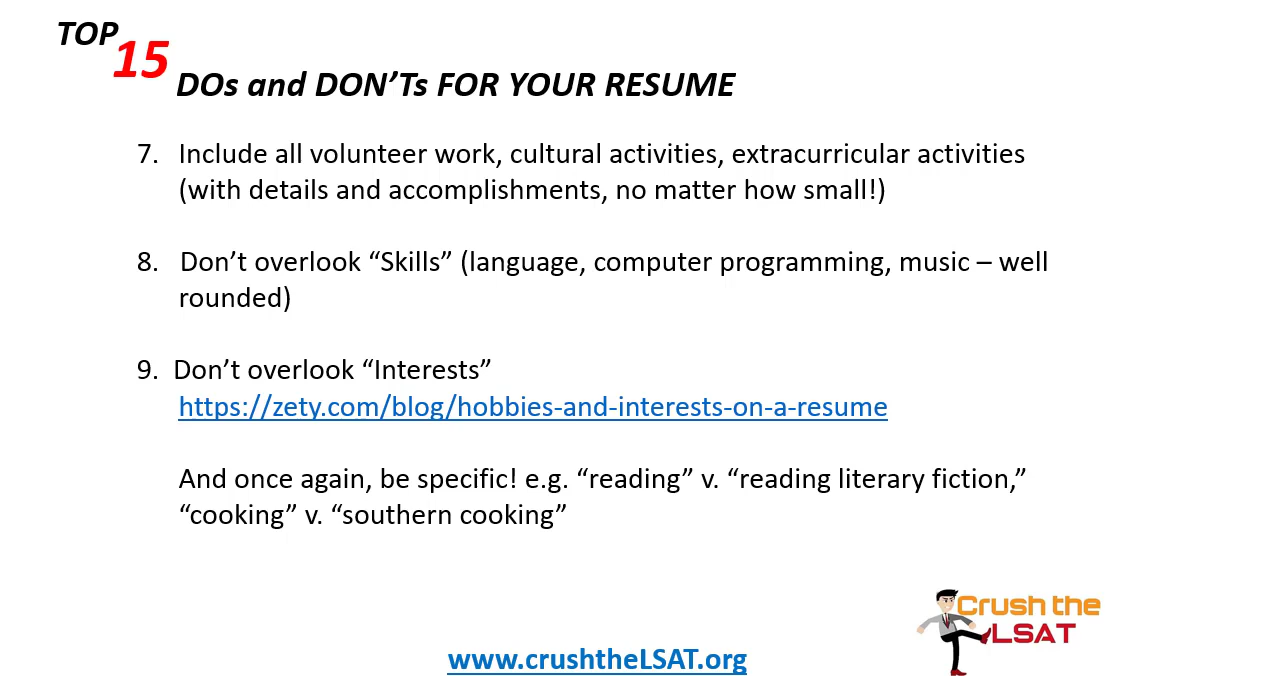 TOP
15
DOs and DON’Ts FOR YOUR RESUME
7. Include all volunteer work, cultural activities, extracurricular activities
(with details and accomplishments, no matter how small!)
8. Don’t overlook “Skills” (language, computer programming, music – well
rounded)
9. Don’t overlook “Interests”
https://zety.com/blog/hobbies-and-interests-on-a-resume
And once again, be specific! e.g. “reading” v. “reading literary fiction,”
“cooking” v. “southern cooking”
Crush the
LSAT
www.crushtheLSAT.org